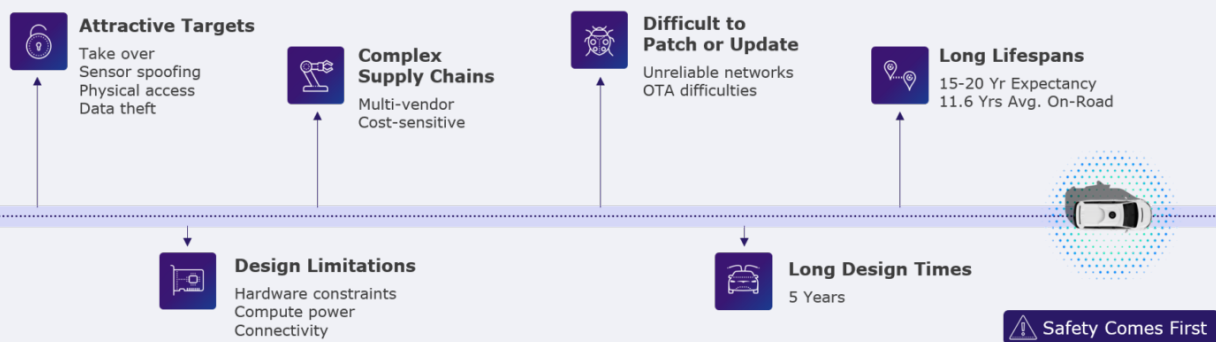 Attractive Targets
Take over
Sensor spoofing
Physical access
Data theft
Complex
Supply Chains
Multi-vendor
Cost-sensitive
Difficult to
Patch or Update
Unreliable networks
OTA difficulties
Long Lifespans
15-20 Yr Expectancy
11.6 Yrs Avg. On-Road
Design Limitations
Hardware constraints
Compute power
Connectivity
Long Design Times
5 Years
Safety Comes First